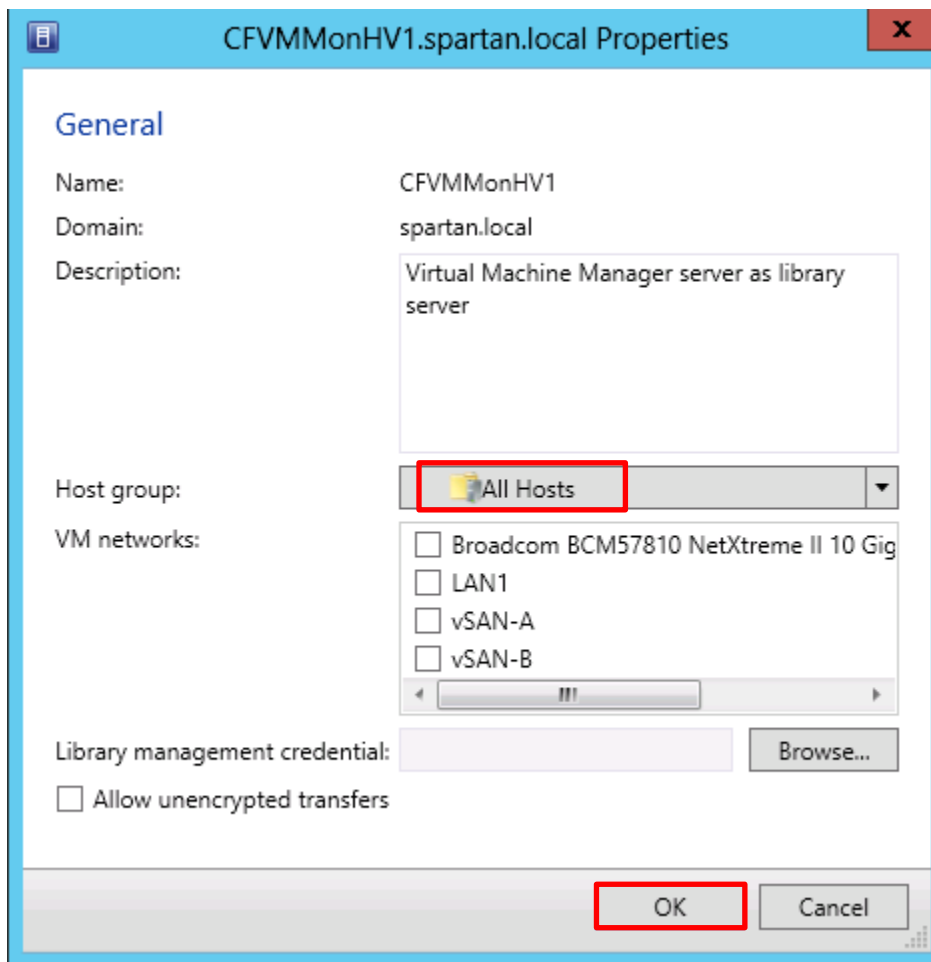 CFVMMonHV1.spartan.local Properties
x
General
Name: CFVMMonHV1
Domain: spartan.local
Description: Virtual Machine Manager server as library
server
Host group: All Hosts
VM networks: Broadcom BCM57810 NetXtreme II 10 Gig
LAN1
vSAN-A
vSAN-B
Library management credential: Browse...
Allow unencrypted transfers
OK Cancel